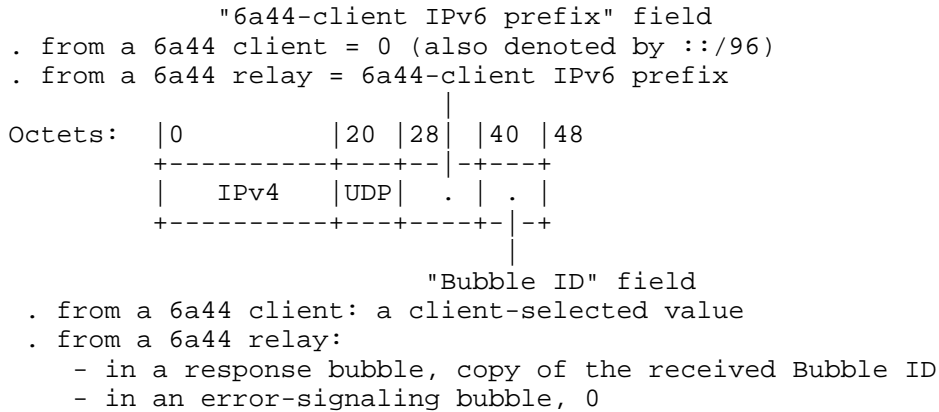 "6a44-client IPv6 prefix" field
. from a 6a44 client = 0 (also denoted by ::/96)
. from a 6a44 relay = 6a44-client IPv6 prefix
                           |
Octets:  |0          |20 |28|  |40 |48
         +----------+---+--|-+---+
         |   IPv4   |UDP|  . | . |
         +----------+---+----+-|-+
                               |
"Bubble ID" field
. from a 6a44 client: a client-selected value
. from a 6a44 relay:
- in a response bubble, copy of the received Bubble ID
- in an error-signaling bubble, 0